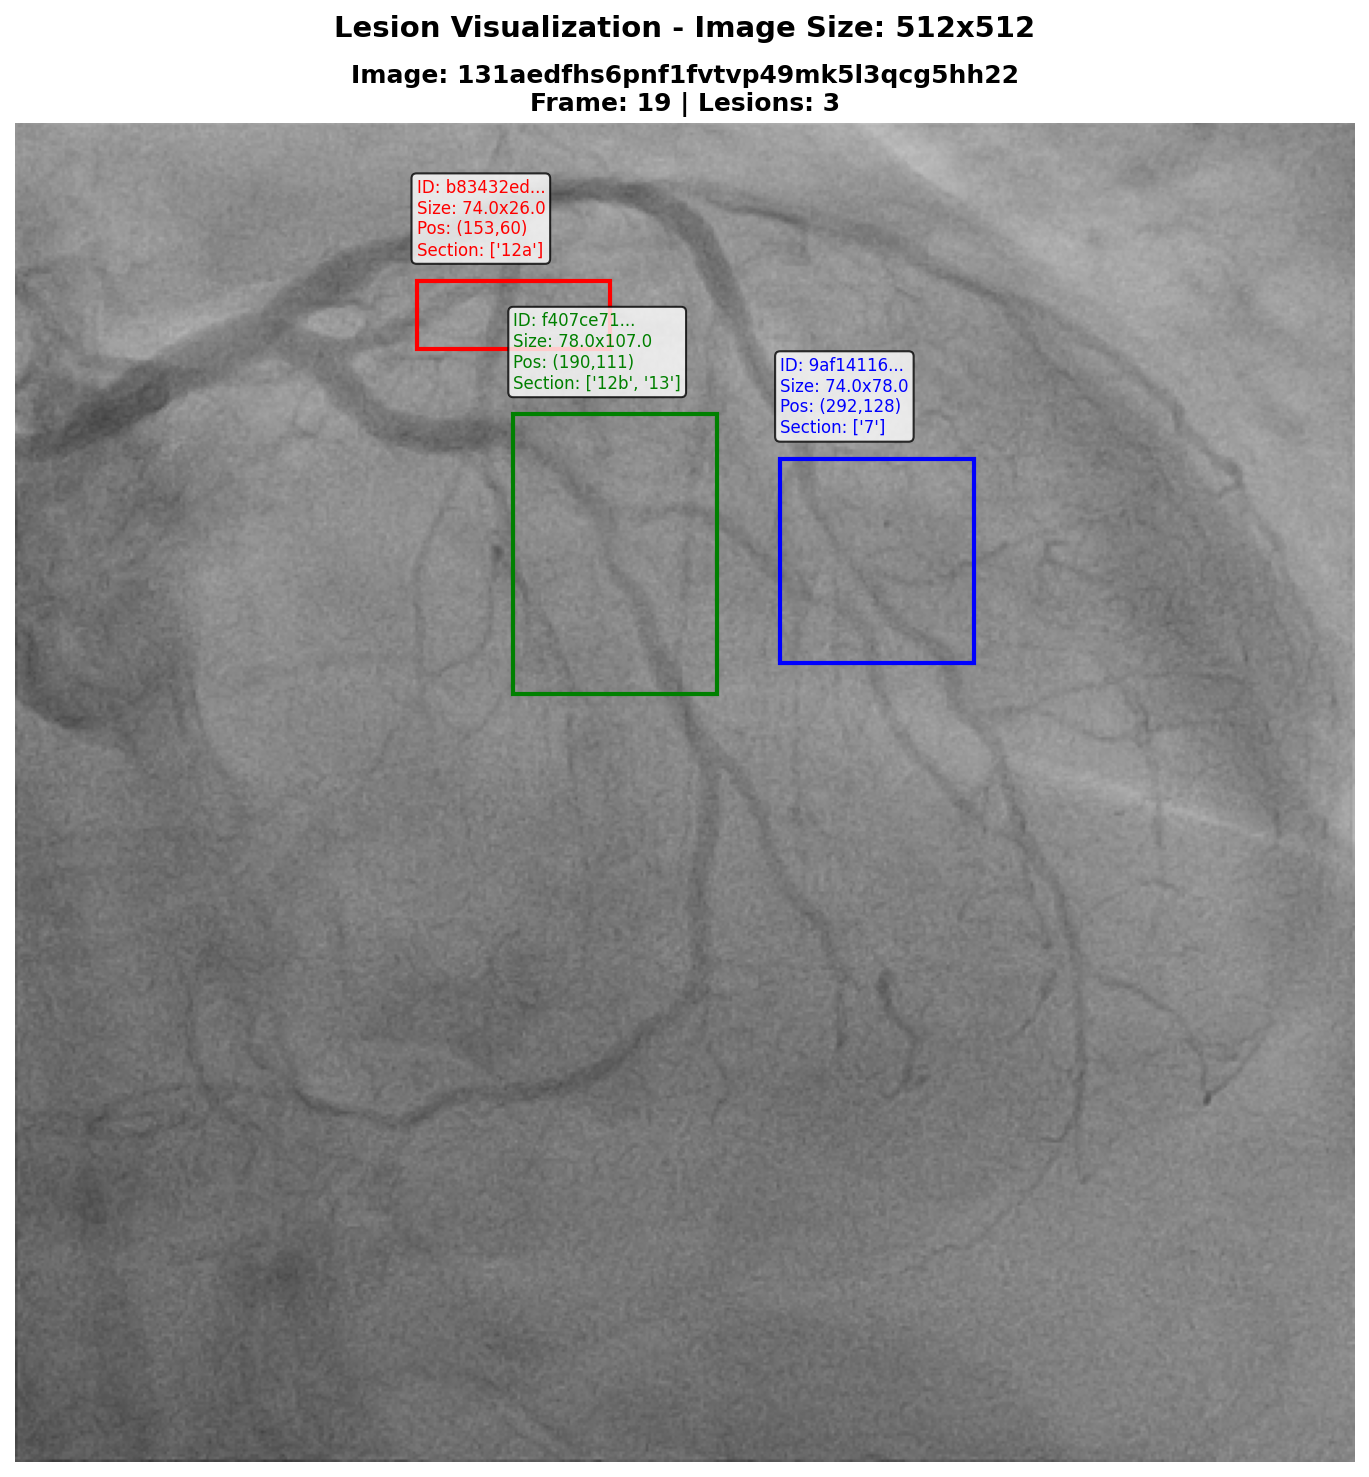 Lesion Visualization - Image Size: 512x512
Image: 131aedfhs6pnf1fvtvp49mk5l3qcg5hh22
Frame: 19 | Lesions: 3
ID: b83432ed...
Size: 74.0x26.0
Pos: (153,60)
Section: ['12a']
ID: f407ce71...
Size: 78.0x107.0
Pos: (190,111)
Section: ['12b', '13']
ID: 9af14116...
Size: 74.0x78.0
Pos: (292,128)
Section: ['7']